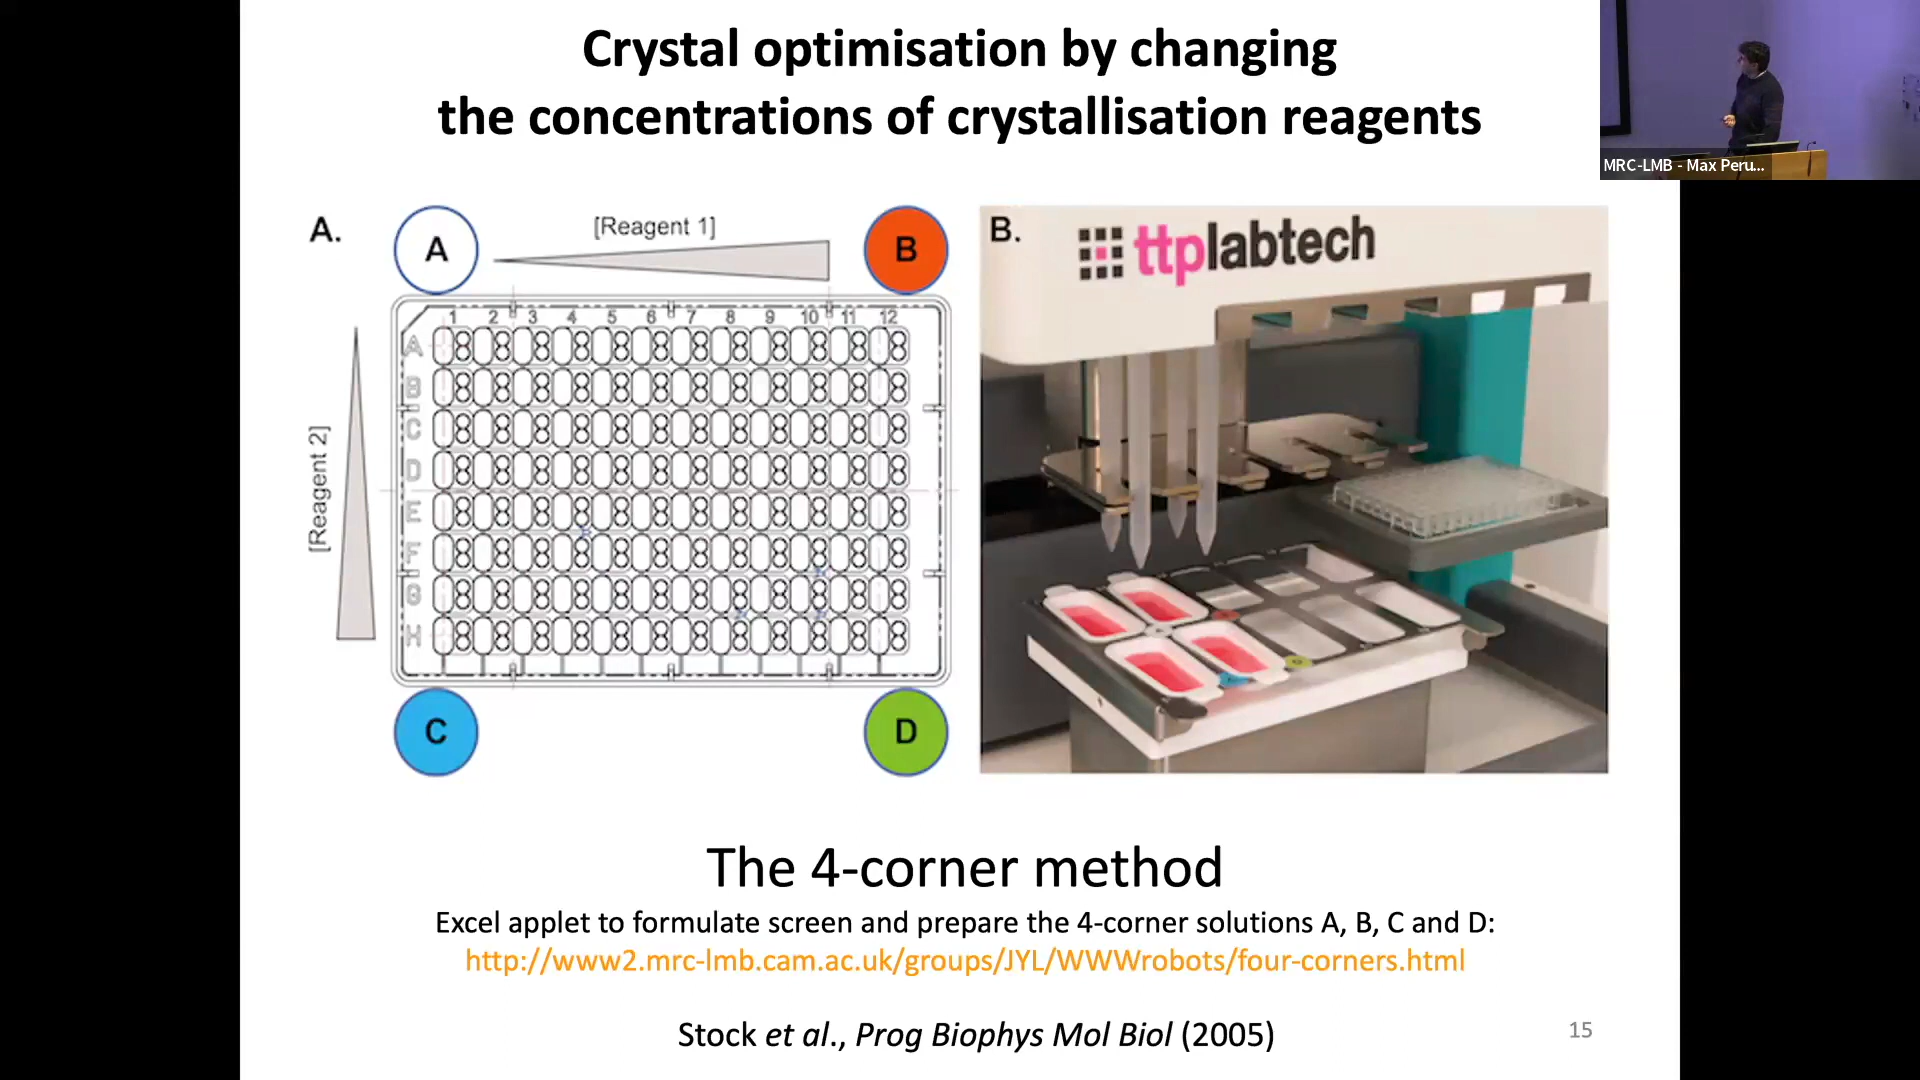 Crystal optimisation by changing
the concentrations of crystallisation reagents
MRC-LMB - Max Peru...
A.
A
[Reagent 1]
B
B.
ttplabtech
1 2 3 4 5 6 7 8 9 10 11 12
A
B
C
D
E
F
G
H
[Reagent 2]
C
D
The 4-corner method
Excel applet to formulate screen and prepare the 4-corner solutions A, B, C and D:
http://www2.mrc-lmb.cam.ac.uk/groups/JYL/WWWrobots/four-corners.html
Stock et al., Prog Biophys Mol Biol (2005)
15